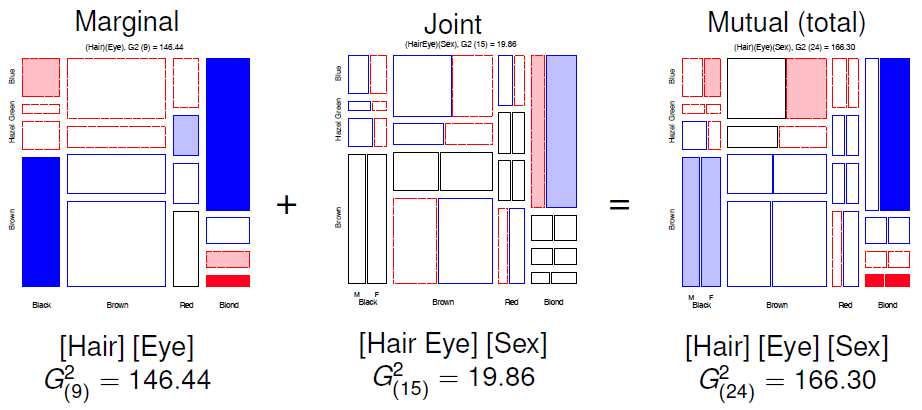 Marginal
(Hair)(Eye), G2 (9) = 146.44
Blue
Green
Hazel
Brown
Black Brown Red Blond
[Hair] [Eye]
G²₍₉₎ = 146.44
+
Joint
(HairEye)(Sex), G2 (15) = 19.86
Blue
Green
Hazel
Brown
M F
Black Brown Red Blond
[Hair Eye] [Sex]
G²₍₁₅₎ = 19.86
=
Mutual (total)
(Hair)(Eye)(Sex), G2 (24) = 166.30
Blue
Green
Hazel
Brown
M F
Black Brown Red Blond
[Hair] [Eye] [Sex]
G²₍₂₄₎ = 166.30